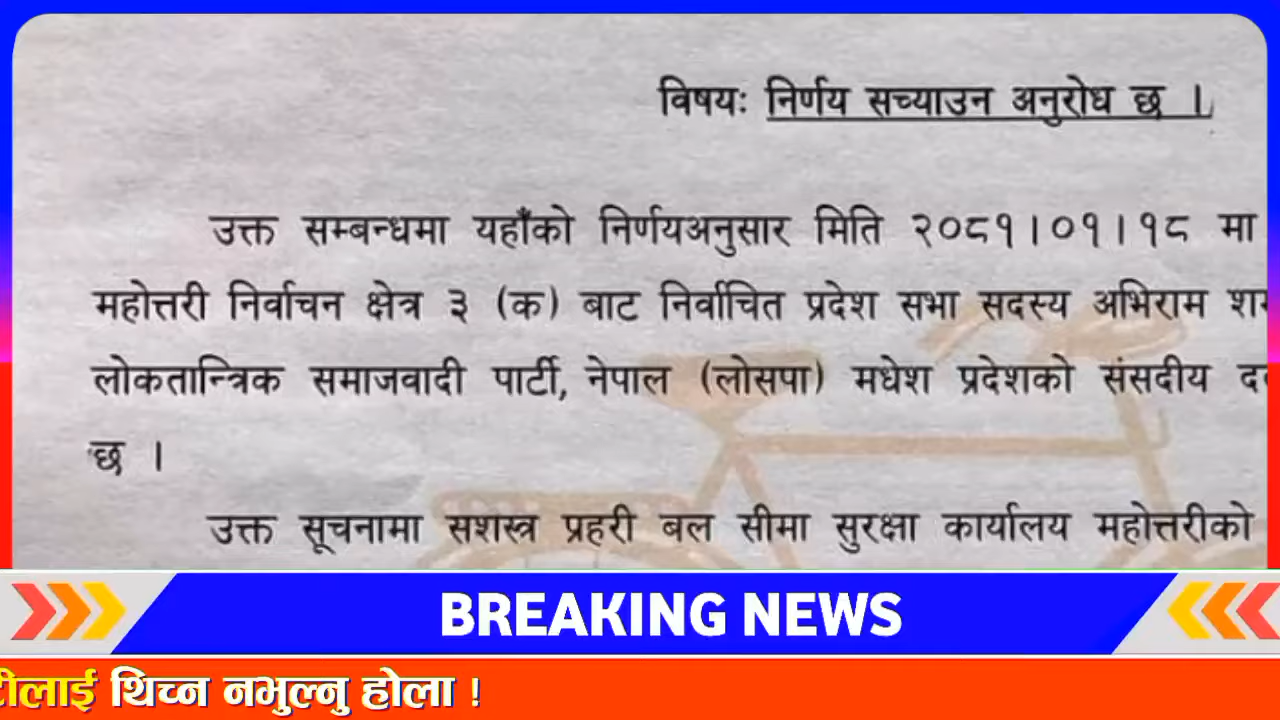 विषयः निर्णय सच्याउन अनुरोध छ ।
उक्त सम्बन्धमा यहाँको निर्णयअनुसार मिति २०८१।०१।१८ मा
महोत्तरी निर्वाचन क्षेत्र ३ (क) बाट निर्वाचित प्रदेश सभा सदस्य अभिराम
लोकतान्त्रिक समाजवादी पार्टी, नेपाल (लोसपा) मधेश प्रदेशको संसदीय
छ ।
उक्त सूचनामा सशस्त्र प्रहरी बल सीमा सुरक्षा कार्यालय महोत्तरीको
BREAKING NEWS
थिच्न नभुल्नु होला !